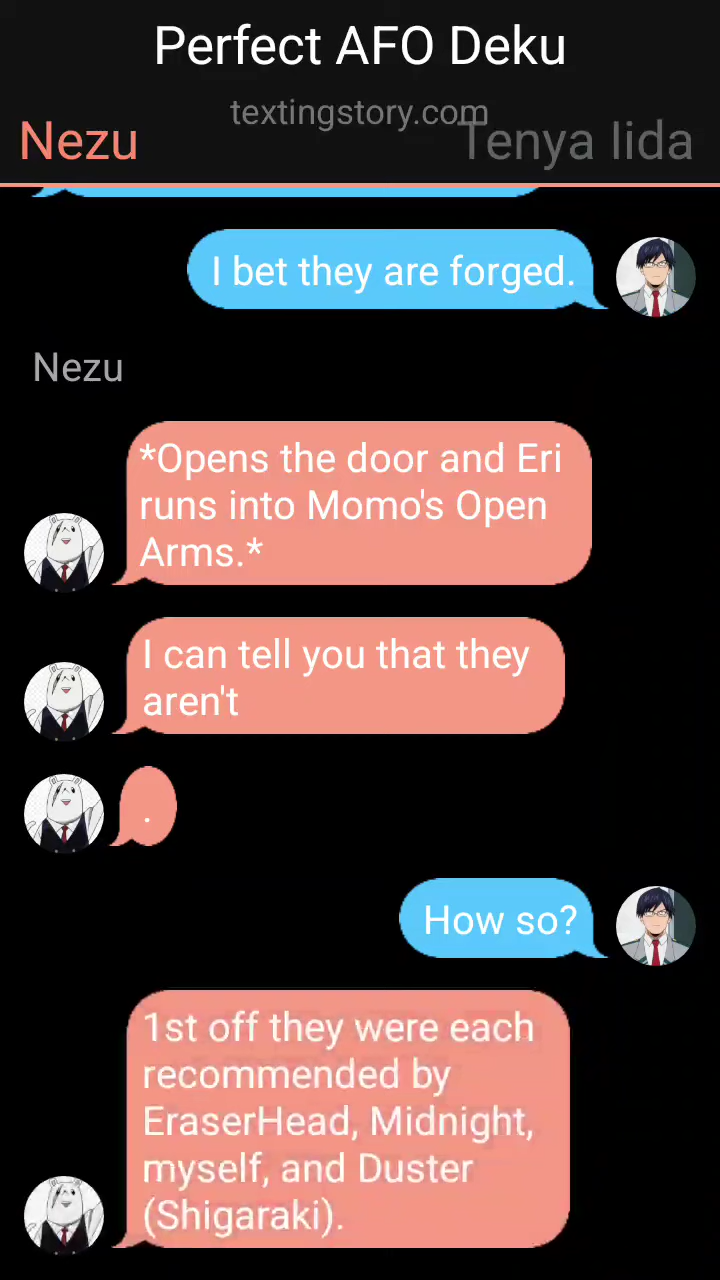 Perfect AFO Deku
textingstory.com
Nezu
Tenya Iida
I bet they are forged.
Nezu
*Opens the door and Eri
runs into Momo's Open
Arms.*
I can tell you that they
aren't
.
How so?
1st off they were each
recommended by
EraserHead, Midnight,
myself, and Duster
(Shigaraki).